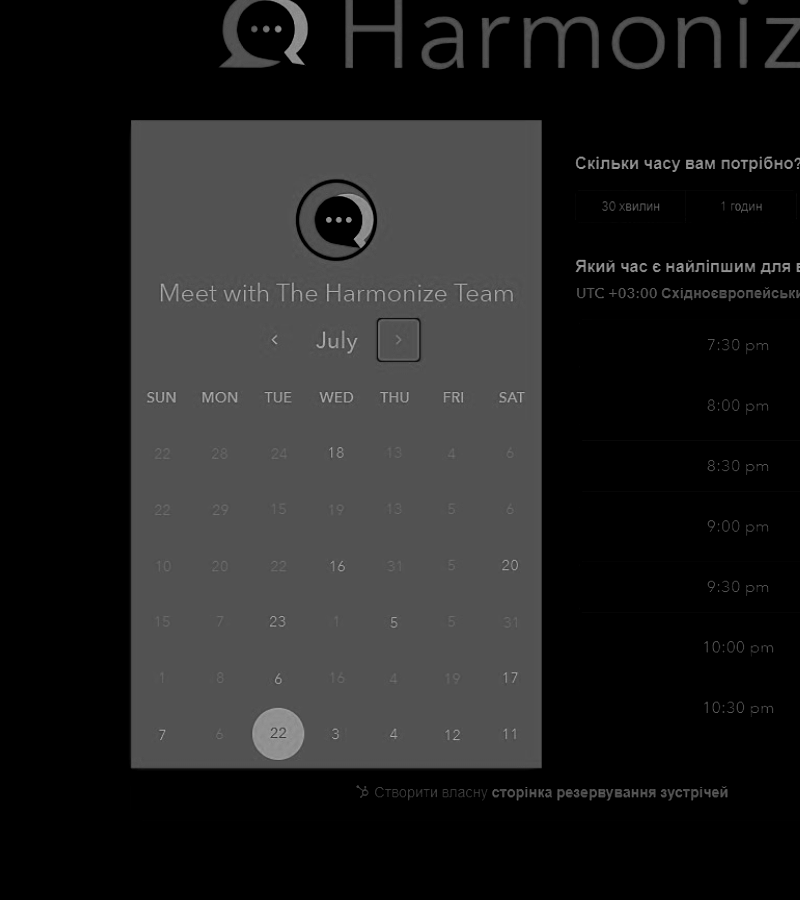 Harmoniz
Meet with The Harmonize Team
July
SUN MON TUE WED THU FRI SAT
22 28 24 18 13 4 6
22 29 15 19 13 5 6
10 20 22 16 31 5 20
15 7 23 1 5 5 31
1 8 6 16 4 19 17
7 6 22 3 4 12 11
Скільки часу вам потрібно?
30 хвилин 1 годин
Який час є найліпшим для в
UTC +03:00 Східноєвропейськи
7:30 pm
8:00 pm
8:30 pm
9:00 pm
9:30 pm
10:00 pm
10:30 pm
Створити власну сторінка резервування зустрічей